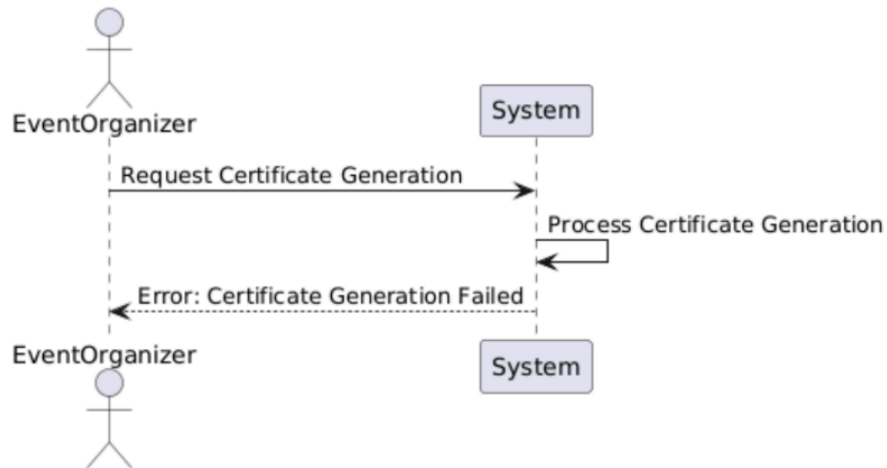 EventOrganizer
System
Request Certificate Generation
Process Certificate Generation
Error: Certificate Generation Failed
EventOrganizer
System